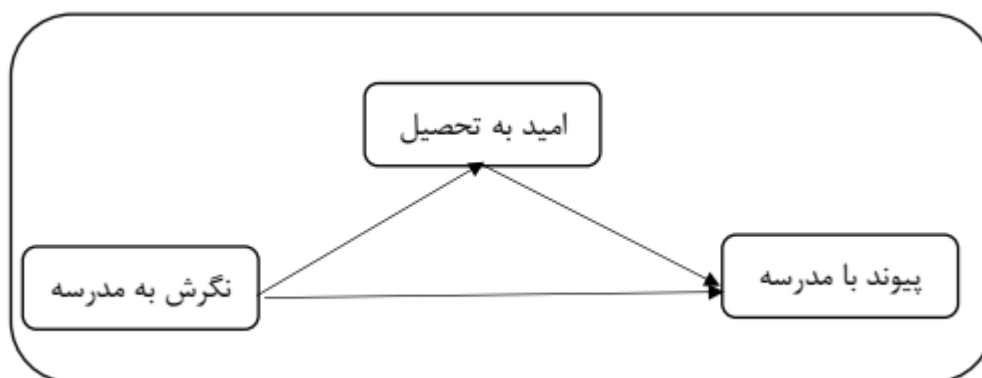 امید به تحصیل
نگرش به مدرسه
پیوند با مدرسه